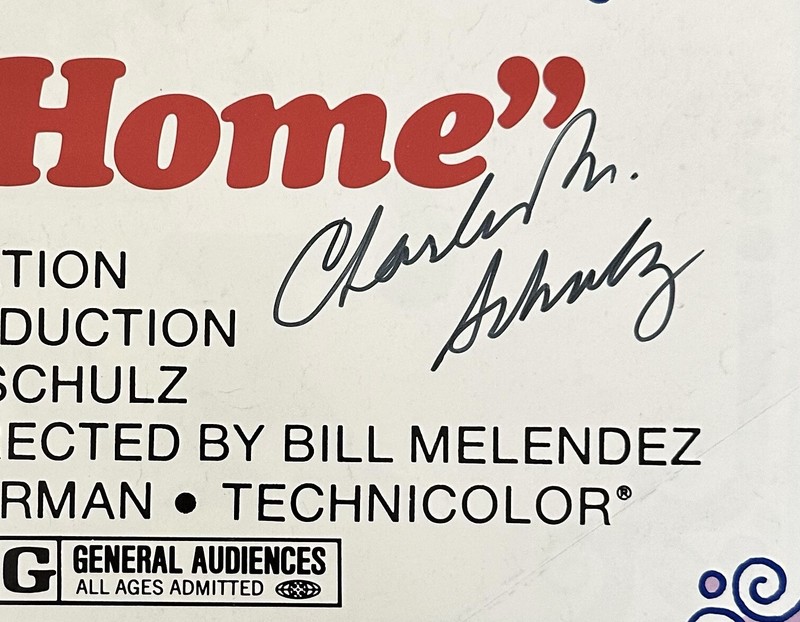 Home”
Charles M.
Schulz
TION
DUCTION
SCHULZ
ECTED BY BILL MELENDEZ
RMAN • TECHNICOLOR®
G GENERAL AUDIENCES
ALL AGES ADMITTED